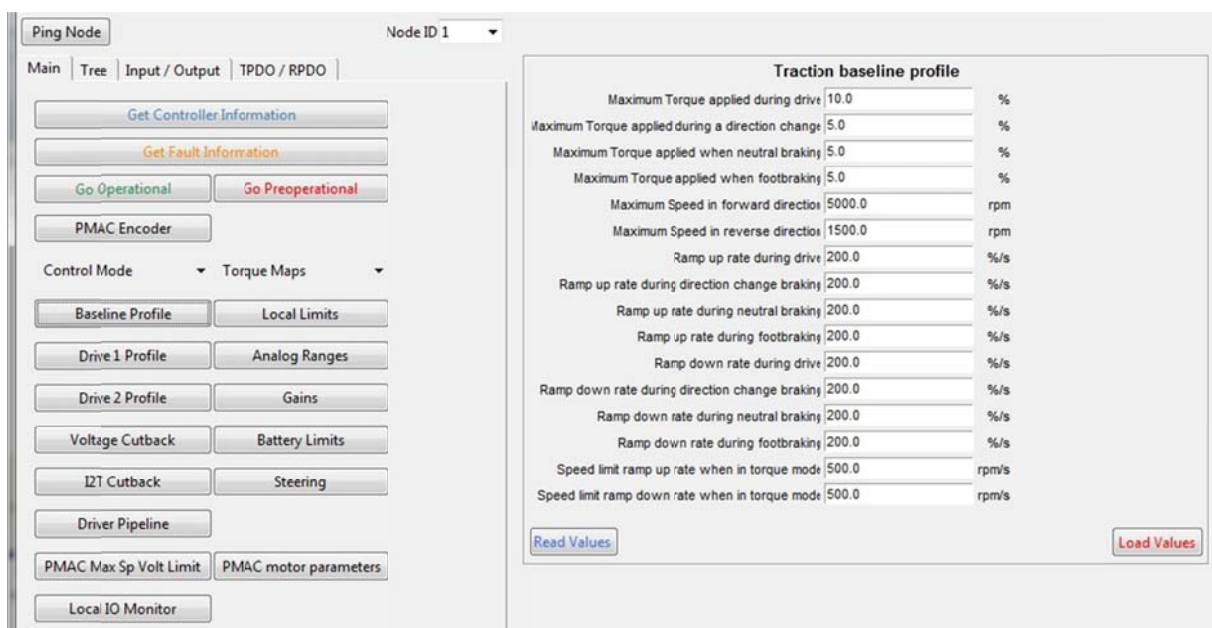 Ping Node
Node ID 1
Main Tree Input / Output TPDO / RPDO
Get Controller Information
Get Fault Information
Go Operational Go Preoperational
PMAC Encoder
Control Mode Torque Maps
Baseline Profile Local Limits
Drive 1 Profile Analog Ranges
Drive 2 Profile Gains
Voltage Cutback Battery Limits
I2T Cutback Steering
Driver Pipeline
PMAC Max Sp Volt Limit PMAC motor parameters
Local IO Monitor
Traction baseline profile
Maximum Torque applied during drive 10.0 %
Maximum Torque applied during a direction change 5.0 %
Maximum Torque applied when neutral braking 5.0 %
Maximum Torque applied when footbraking 5.0 %
Maximum Speed in forward direction 5000.0 rpm
Maximum Speed in reverse direction 1500.0 rpm
Ramp up rate during drive 200.0 %/s
Ramp up rate during direction change braking 200.0 %/s
Ramp up rate during neutral braking 200.0 %/s
Ramp up rate during footbraking 200.0 %/s
Ramp down rate during drive 200.0 %/s
Ramp down rate during direction change braking 200.0 %/s
Ramp down rate during neutral braking 200.0 %/s
Ramp down rate during footbraking 200.0 %/s
Speed limit ramp up rate when in torque mode 500.0 rpm/s
Speed limit ramp down rate when in torque mode 500.0 rpm/s
Read Values Load Values